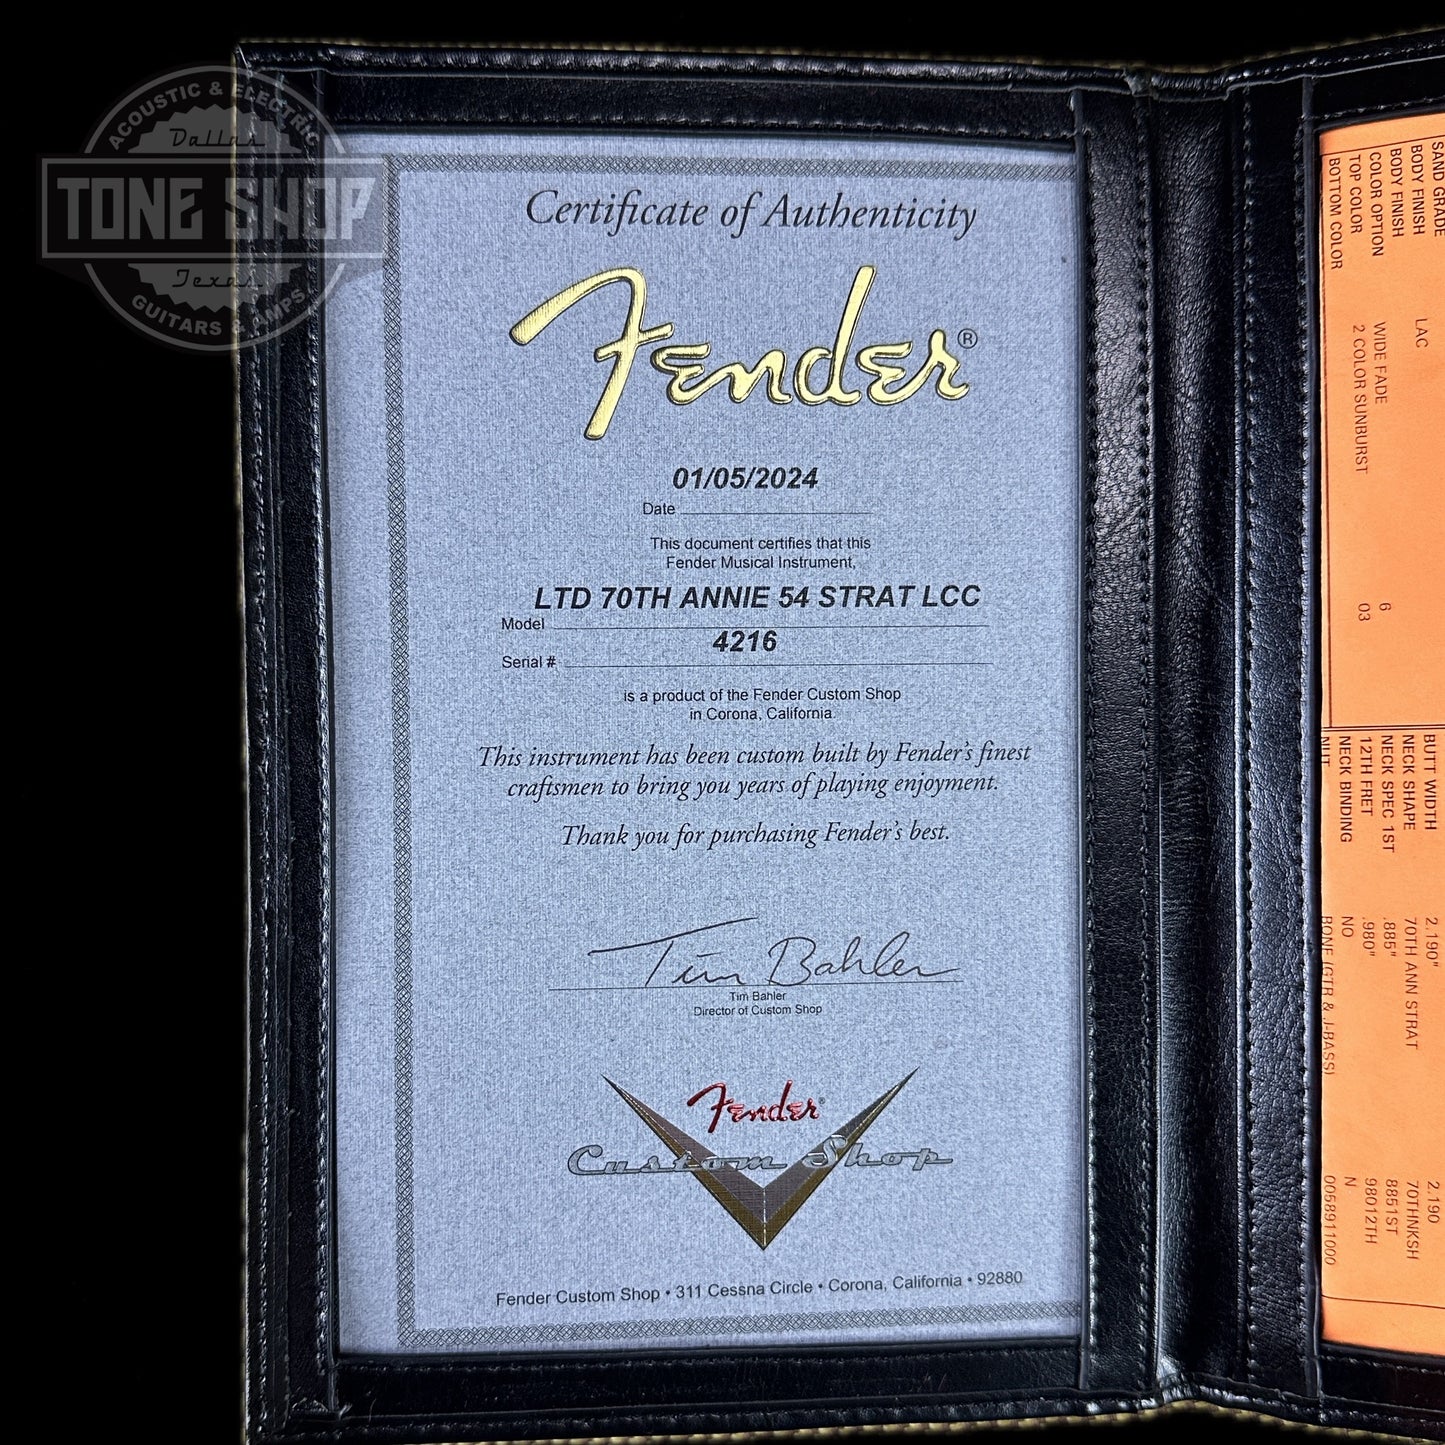 ACOUSTIC & ELECTRIC
Dallas
TONE SHOP
Texas
GUITARS & AMPS
Certificate of Authenticity
Fender®
01/05/2024
Date
This document certifies that this
Fender Musical Instrument,
LTD 70TH ANNIE 54 STRAT LCC
Model
4216
Serial #
is a product of the Fender Custom Shop
in Corona, California.
This instrument has been custom built by Fender's finest
craftsmen to bring you years of playing enjoyment.
Thank you for purchasing Fender's best.
Tim Bahler
Tim Bahler
Director of Custom Shop
Fender®
Custom Shop
Fender Custom Shop • 311 Cessna Circle • Corona, California • 92880
SAND GRADE
BODY FINISH LAC
BODY FINISH
COLOR OPTION WIDE FADE 6
TOP COLOR 2 COLOR SUNBURST 03
BOTTOM COLOR
BUTT WIDTH 2.190" 2.190
NECK SHAPE 70TH ANN STRAT 70THNKSH
NECK SPEC 1ST .885" 8851ST
12TH FRET .980" 98012TH
NECK BINDING NO N
NUT BONE (GTR & J-BASS) 0058911000